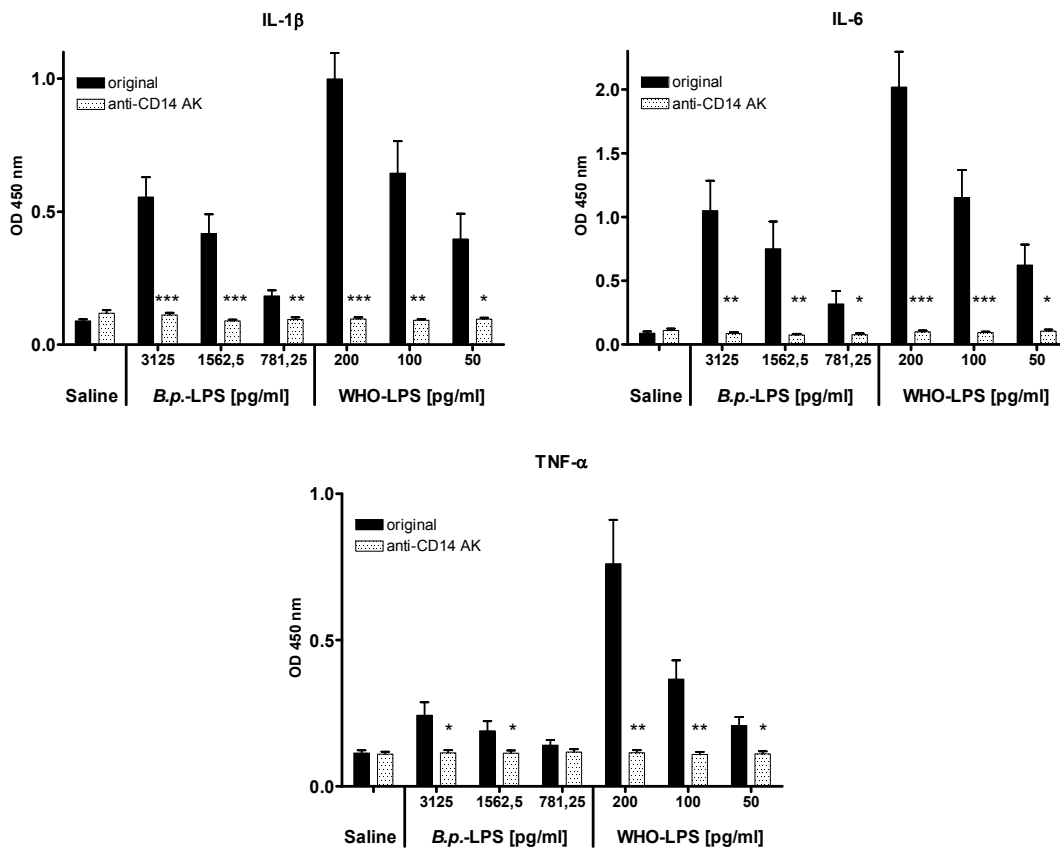 IL-1β
OD 450 nm
1.0
0.5
0.0
original
anti-CD14 AK
*** *** ** *** ** *
3125 1562,5 781,25 200 100 50
Saline B.p.-LPS [pg/ml] WHO-LPS [pg/ml]
IL-6
OD 450 nm
2.0
1.5
1.0
0.5
0.0
original
anti-CD14 AK
** ** * *** *** *
3125 1562,5 781,25 200 100 50
Saline B.p.-LPS [pg/ml] WHO-LPS [pg/ml]
TNF-α
OD 450 nm
1.0
0.5
0.0
original
anti-CD14 AK
* * ** ** *
3125 1562,5 781,25 200 100 50
Saline B.p.-LPS [pg/ml] WHO-LPS [pg/ml]